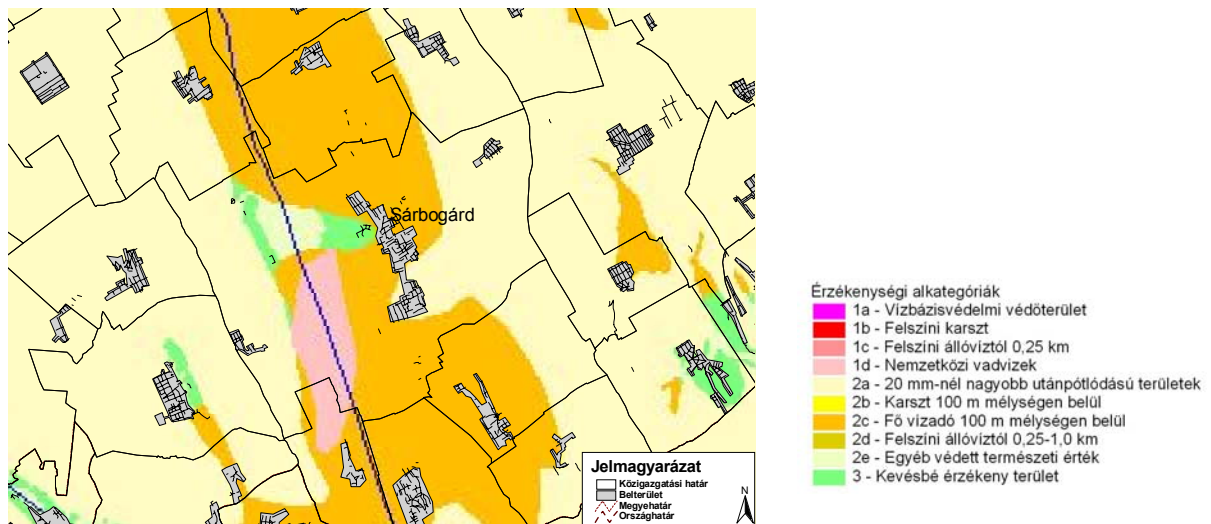 Sárbogárd
Jelmagyarázat
Közigazgatási határ
Belterület
Megyehatár
Országhatár
N
Érzékenységi alkategóriák
1a - Vízbázisvédelmi védőterület
1b - Felszíni karszt
1c - Felszíni állóvíztól 0,25 km
1d - Nemzetközi vadvizek
2a - 20 mm-nél nagyobb utánpótlódású területek
2b - Karszt 100 m mélységen belül
2c - Fő vízadó 100 m mélységen belül
2d - Felszíni állóvíztól 0,25-1,0 km
2e - Egyéb védett természeti érték
3 - Kevésbé érzékeny terület